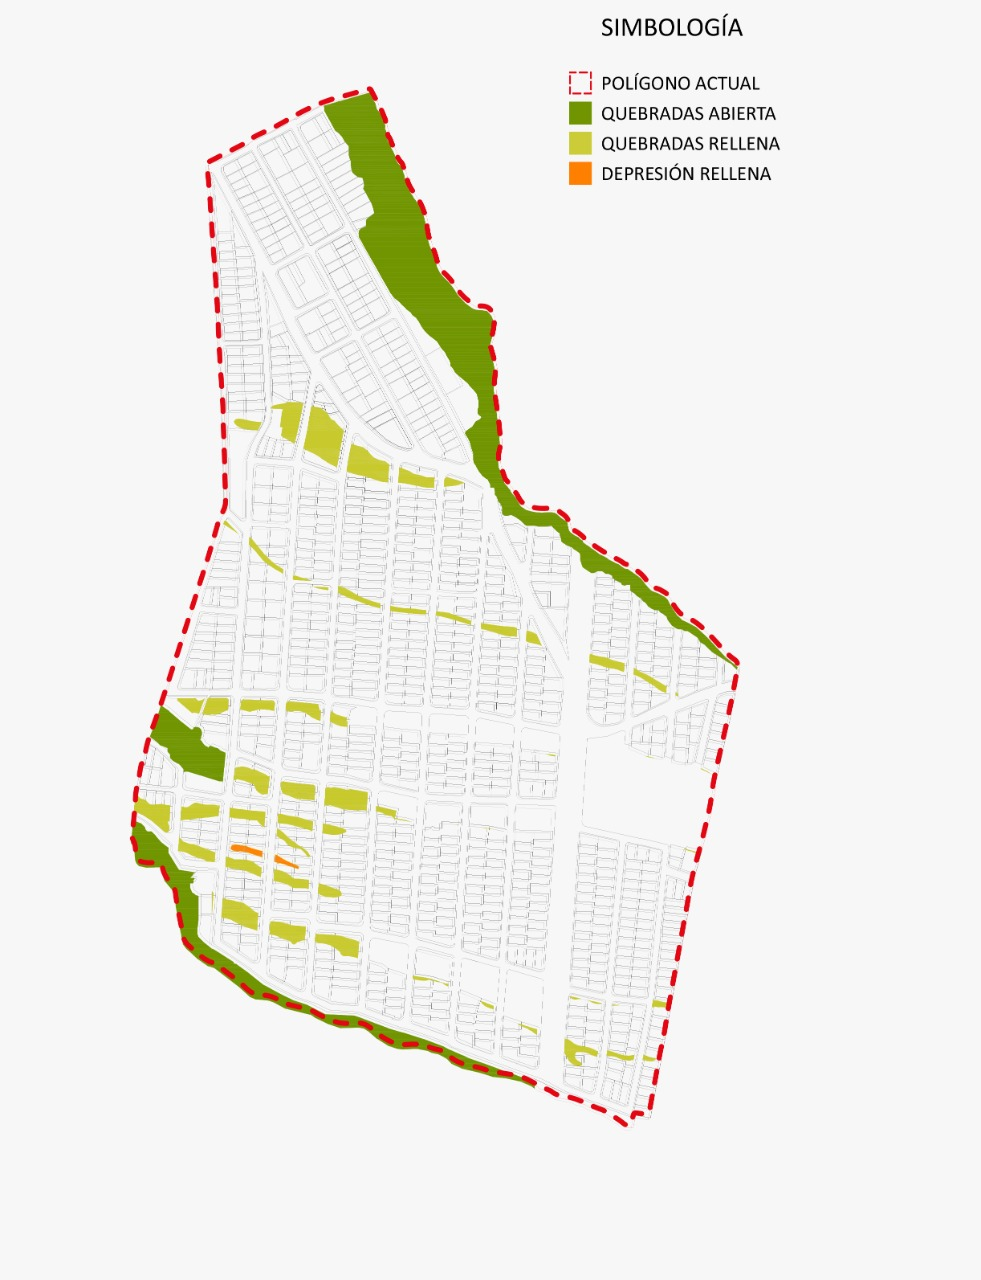 SIMBOLOGÍA
POLÍGONO ACTUAL
QUEBRADAS ABIERTA
QUEBRADAS RELLENA
DEPRESIÓN RELLENA